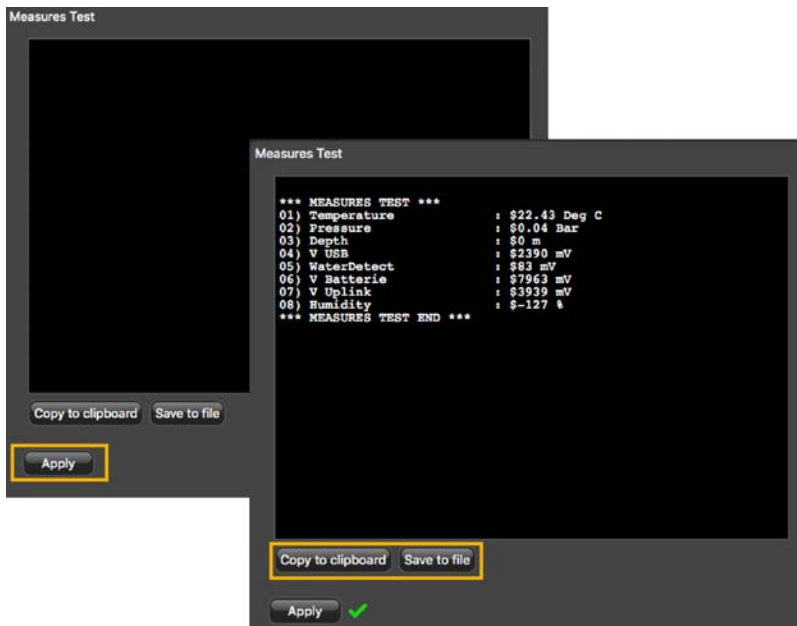 Measures Test
Copy to clipboard Save to file
Apply
Measures Test
*** MEASURES TEST ***
01) Temperature : $22.43 Deg C
02) Pressure : $0.04 Bar
03) Depth : $0 m
04) V USB : $2390 mV
05) WaterDetect : $83 mV
06) V Batterie : $7963 mV
07) V Uplink : $3939 mV
08) Humidity : $-127 %
*** MEASURES TEST END ***
Copy to clipboard Save to file
Apply